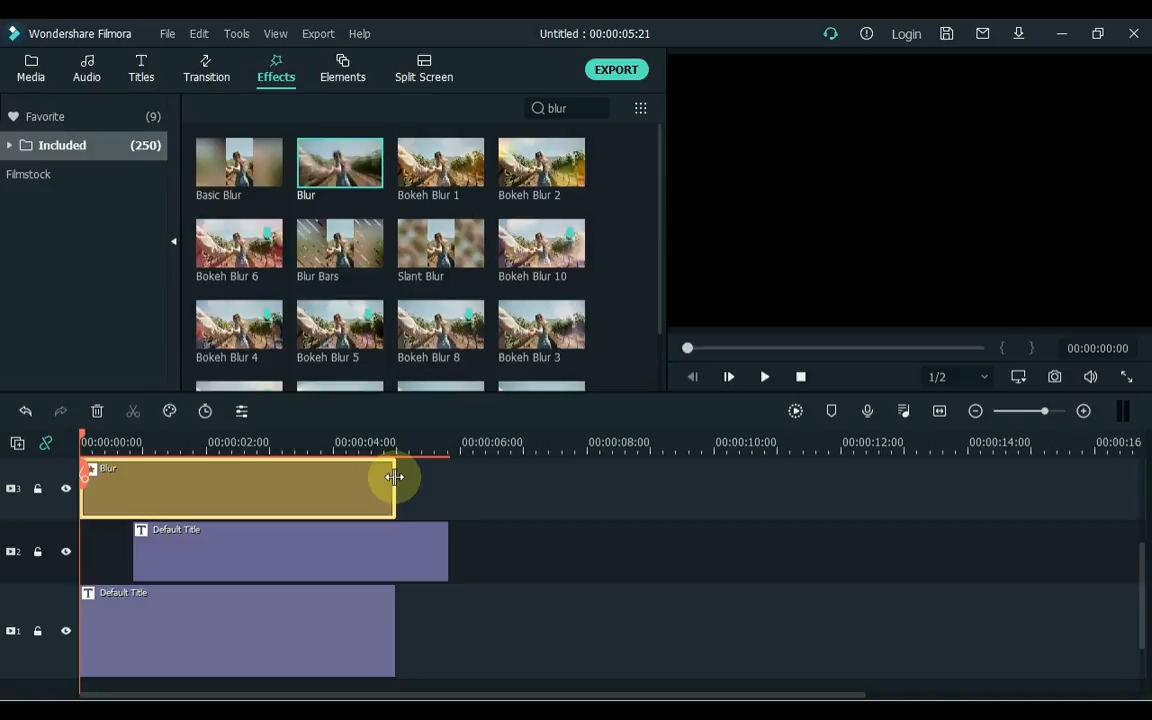 Wondershare Filmora File Edit Tools View Export Help Untitled : 00:00:05:21 Login
Media Audio Titles Transition Effects Elements Split Screen EXPORT
Favorite (9)
Included (250)
Filmstock
blur
Basic Blur Blur Bokeh Blur 1 Bokeh Blur 2
Bokeh Blur 6 Blur Bars Slant Blur Bokeh Blur 10
Bokeh Blur 4 Bokeh Blur 5 Bokeh Blur 8 Bokeh Blur 3
{ } 00:00:00:00
1/2
00:00:00:00 00:00:02:00 00:00:04:00 00:00:06:00 00:00:08:00 00:00:10:00 00:00:12:00 00:00:14:00 00:00:16
3 Blur
2 T Default Title
1 T Default Title